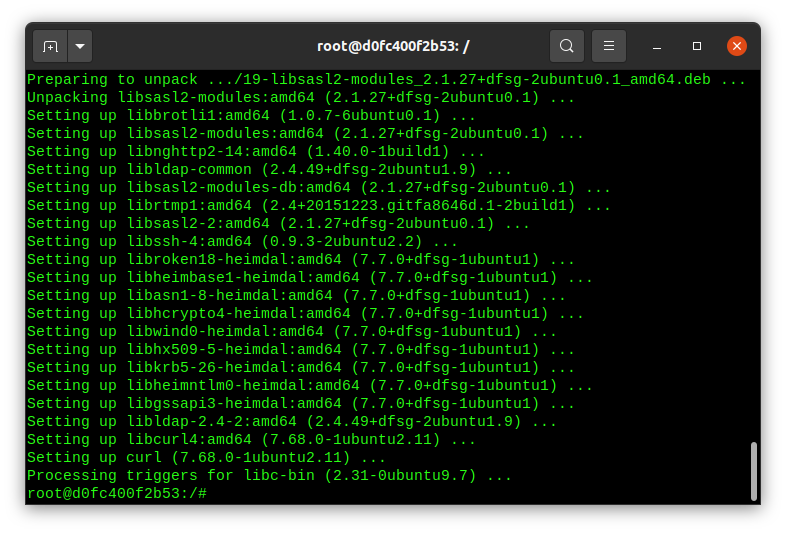 root@d0fc400f2b53: /
Preparing to unpack .../19-libsasl2-modules_2.1.27+dfsg-2ubuntu0.1_amd64.deb ...
Unpacking libsasl2-modules:amd64 (2.1.27+dfsg-2ubuntu0.1) ...
Setting up libbrotli1:amd64 (1.0.7-6ubuntu0.1) ...
Setting up libsasl2-modules:amd64 (2.1.27+dfsg-2ubuntu0.1) ...
Setting up libnghttp2-14:amd64 (1.40.0-1build1) ...
Setting up libldap-common (2.4.49+dfsg-2ubuntu1.9) ...
Setting up libsasl2-modules-db:amd64 (2.1.27+dfsg-2ubuntu0.1) ...
Setting up librtmp1:amd64 (2.4+20151223.gitfa8646d.1-2build1) ...
Setting up libsasl2-2:amd64 (2.1.27+dfsg-2ubuntu0.1) ...
Setting up libssh-4:amd64 (0.9.3-2ubuntu2.2) ...
Setting up libroken18-heimdal:amd64 (7.7.0+dfsg-1ubuntu1) ...
Setting up libheimbase1-heimdal:amd64 (7.7.0+dfsg-1ubuntu1) ...
Setting up libasn1-8-heimdal:amd64 (7.7.0+dfsg-1ubuntu1) ...
Setting up libhcrypto4-heimdal:amd64 (7.7.0+dfsg-1ubuntu1) ...
Setting up libwind0-heimdal:amd64 (7.7.0+dfsg-1ubuntu1) ...
Setting up libhx509-5-heimdal:amd64 (7.7.0+dfsg-1ubuntu1) ...
Setting up libkrb5-26-heimdal:amd64 (7.7.0+dfsg-1ubuntu1) ...
Setting up libheimntlm0-heimdal:amd64 (7.7.0+dfsg-1ubuntu1) ...
Setting up libgssapi3-heimdal:amd64 (7.7.0+dfsg-1ubuntu1) ...
Setting up libldap-2.4-2:amd64 (2.4.49+dfsg-2ubuntu1.9) ...
Setting up libcurl4:amd64 (7.68.0-1ubuntu2.11) ...
Setting up curl (7.68.0-1ubuntu2.11) ...
Processing triggers for libc-bin (2.31-0ubuntu9.7) ...
root@d0fc400f2b53:/#